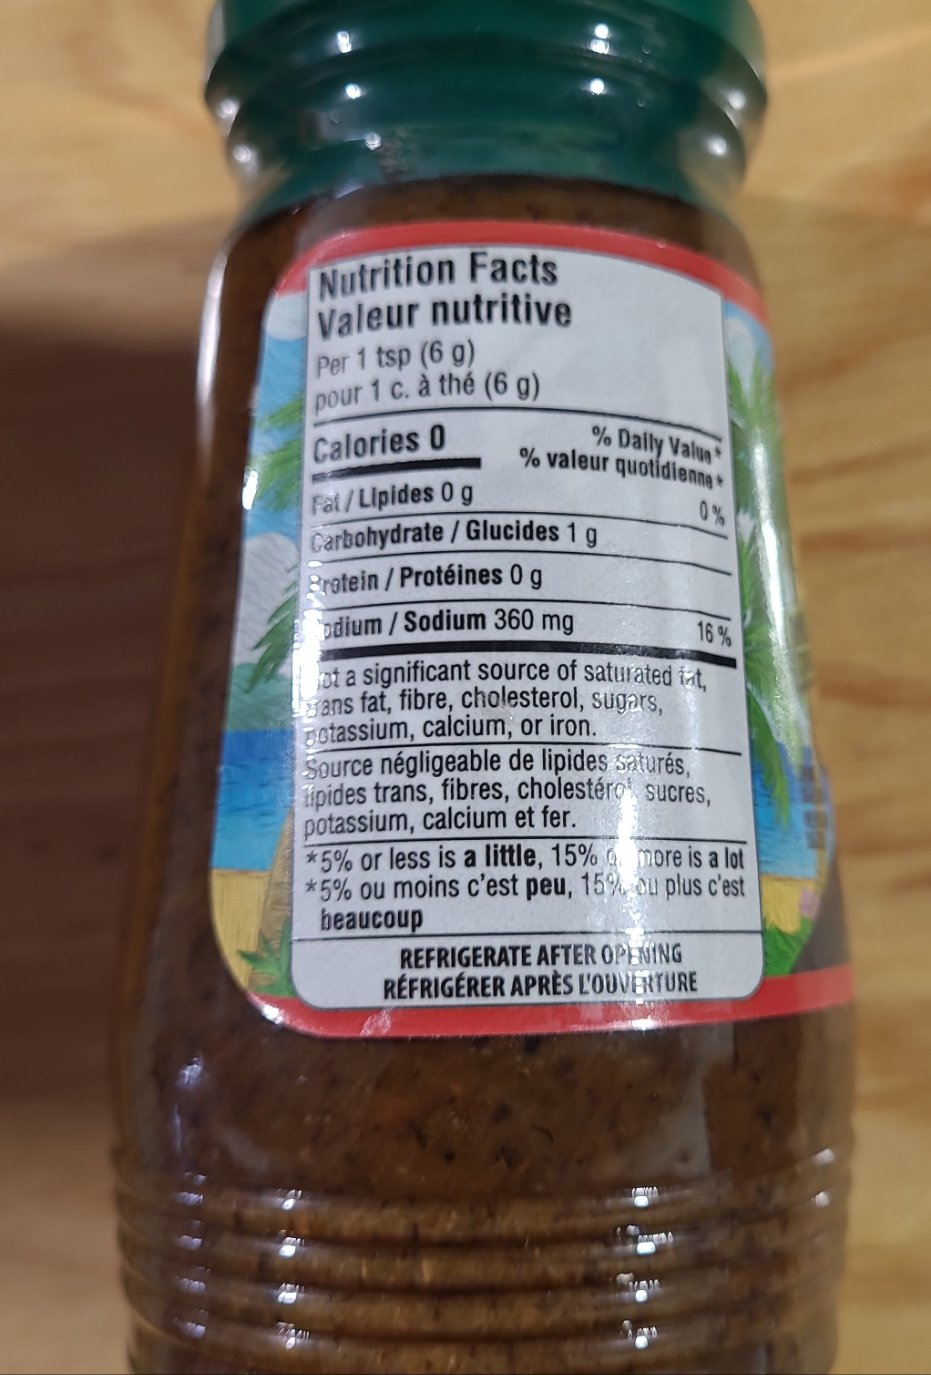 Nutrition Facts
Valeur nutritive
Per 1 tsp (6 g)
pour 1 c. à thé (6 g)
Calories 0
% Daily Value*
% valeur quotidienne*
Fat / Lipides 0 g 0 %
Carbohydrate / Glucides 1 g
Protein / Protéines 0 g
Sodium / Sodium 360 mg 16 %
Not a significant source of saturated fat,
trans fat, fibre, cholesterol, sugars,
potassium, calcium, or iron.
Source négligeable de lipides saturés,
lipides trans, fibres, cholestérol, sucres,
potassium, calcium et fer.
*5% or less is a little, 15% or more is a lot
*5% ou moins c'est peu, 15% ou plus c'est
beaucoup
REFRIGERATE AFTER OPENING
RÉFRIGÉRER APRÈS L'OUVERTURE